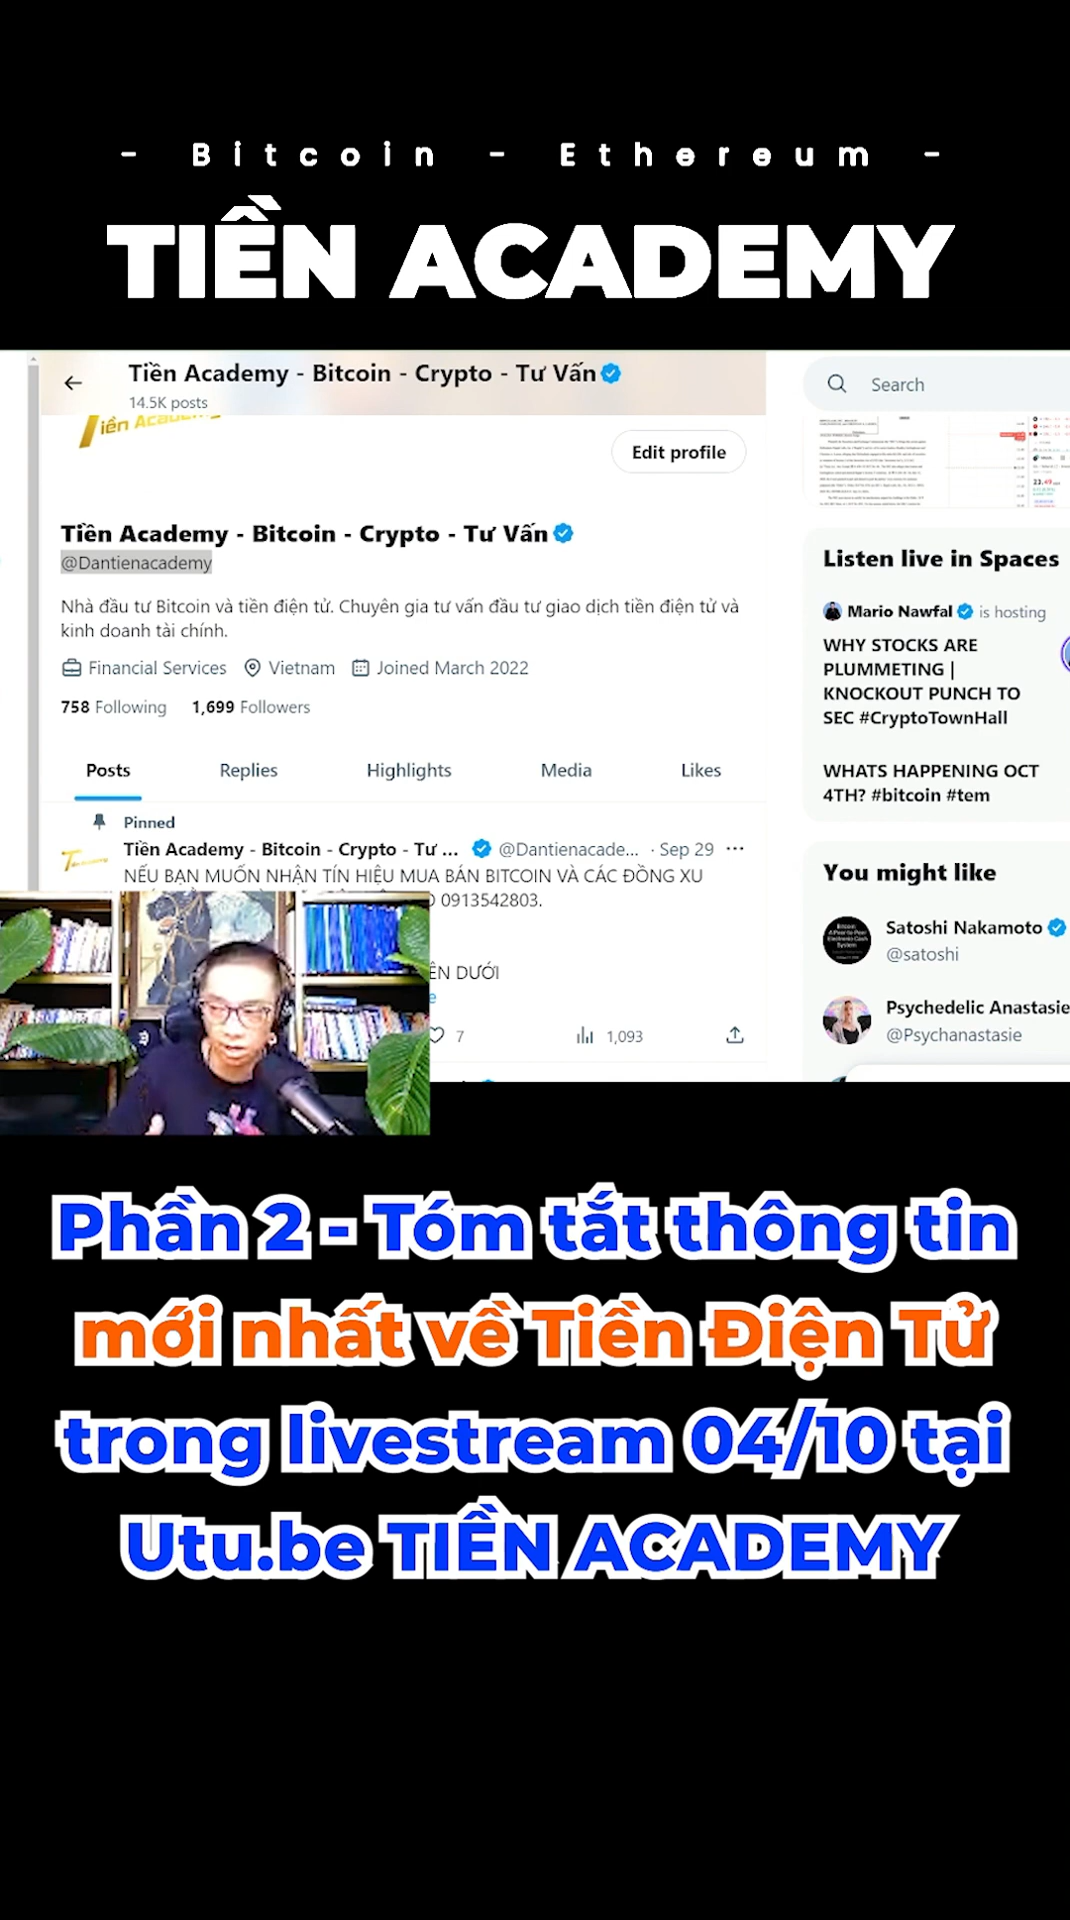 - Bitcoin - Ethereum -
TIỀN ACADEMY
Tiền Academy - Bitcoin - Crypto - Tư Vấn
14.5K posts
Tiền Academy
Edit profile
Tiền Academy - Bitcoin - Crypto - Tư Vấn
@Dantienacademy
Nhà đầu tư Bitcoin và tiền điện tử. Chuyên gia tư vấn đầu tư giao dịch tiền điện tử và
kinh doanh tài chính.
Financial Services Vietnam Joined March 2022
758 Following 1,699 Followers
Posts Replies Highlights Media Likes
Pinned
Tiền Academy - Bitcoin - Crypto - Tư ... @Dantienacade... · Sep 29 ···
NẾU BẠN MUỐN NHẬN TÍN HIỆU MUA BÁN BITCOIN VÀ CÁC ĐỒNG XU
0913542803.
ÊN DƯỚI
7 1,093
Search
Listen live in Spaces
Mario Nawfal is hosting
WHY STOCKS ARE
PLUMMETING |
KNOCKOUT PUNCH TO
SEC #CryptoTownHall
WHATS HAPPENING OCT
4TH? #bitcoin #tem
You might like
Satoshi Nakamoto
@satoshi
Psychedelic Anastasie
@Psychanastasie
Phần 2 - Tóm tắt thông tin
mới nhất về Tiền Điện Tử
trong livestream 04/10 tại
Utu.be TIỀN ACADEMY